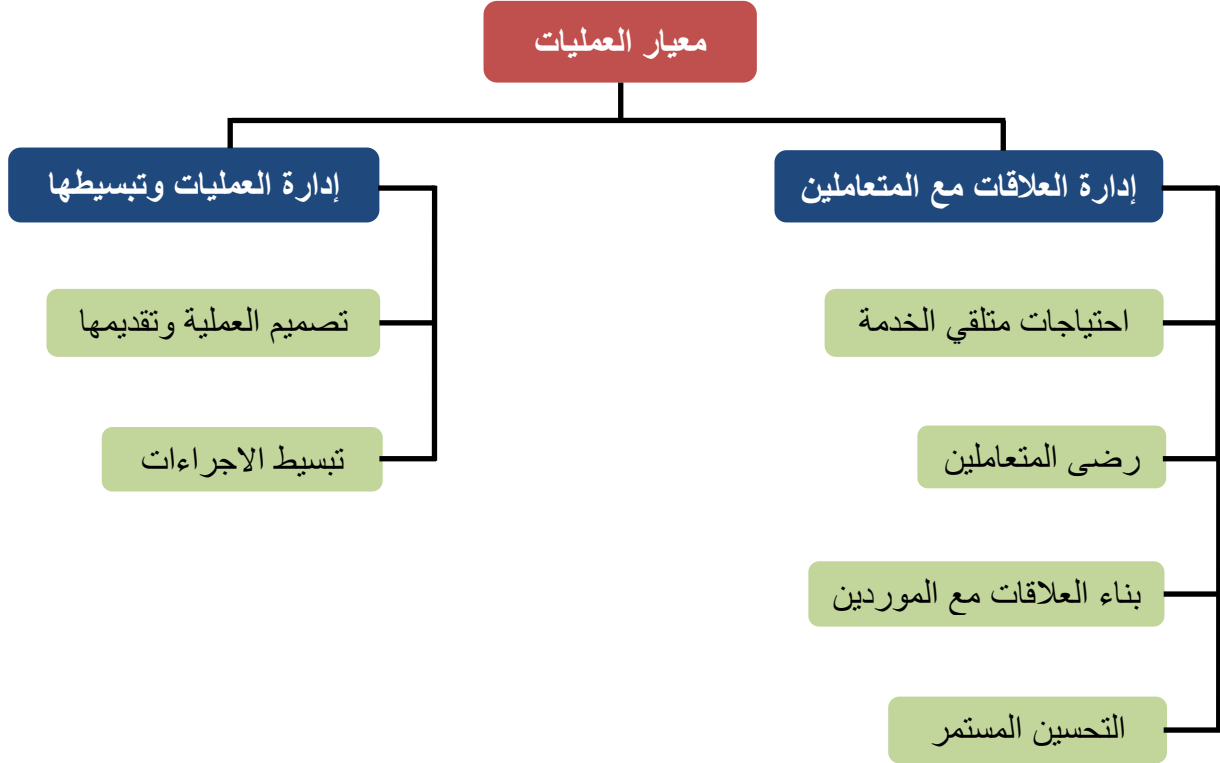 معيار العمليات
إدارة العلاقات مع المتعاملين
احتياجات متلقي الخدمة
رضى المتعاملين
بناء العلاقات مع الموردين
التحسين المستمر
إدارة العمليات وتبسيطها
تصميم العملية وتقديمها
تبسيط الاجراءات